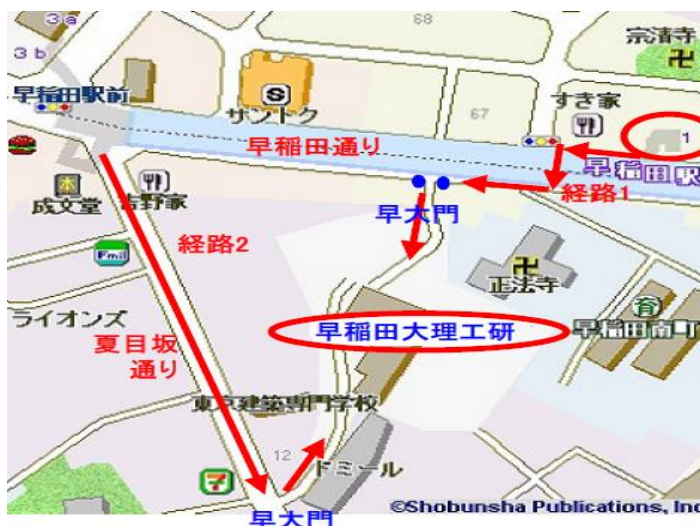 3a
68
宗清寺
3b
早稲田駅前
S
サントク
67
すき家
1
早稲田通り
早稲田駅
成文堂
吉野家
早大門
経路1
経路2
Fmil
正法寺
育
ライオンズ
早稲田大理工研
早稲田南町
夏目坂
通り
東京建築専門学校
12
ドミール
7
早大門
©Shobunsha Publications, Inc